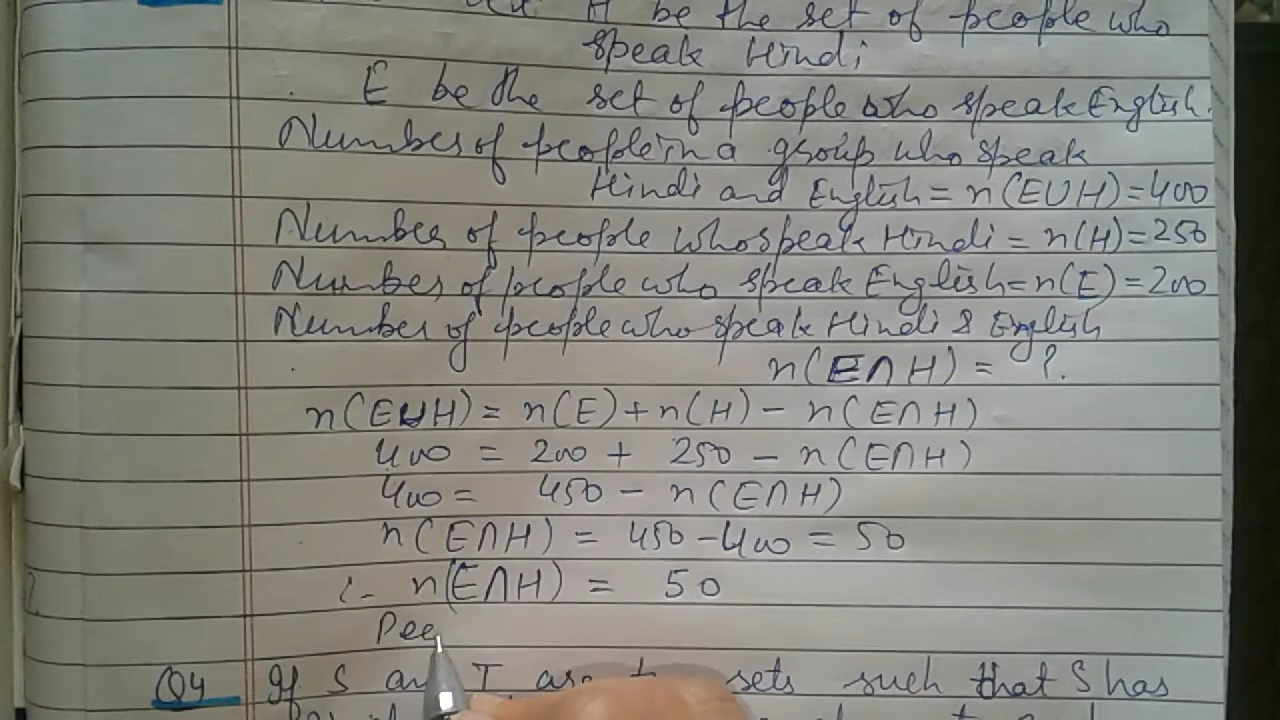 H be the set of people who
speak Hindi
E be the set of people who speak English.
Number of people in a group who speak
Hindi and English = n(E∪H) = 400
Number of people who speak Hindi = n(H) = 250
Number of people who speak English = n(E) = 200
Number of people who speak Hindi & English
n(E∩H) = ?.
n(E∪H) = n(E) + n(H) - n(E∩H)
400 = 200 + 250 - n(E∩H)
400 = 450 - n(E∩H)
n(E∩H) = 450 - 400 = 50
∴ n(E∩H) = 50
Pee
Q4 If S and T are sets such that S has